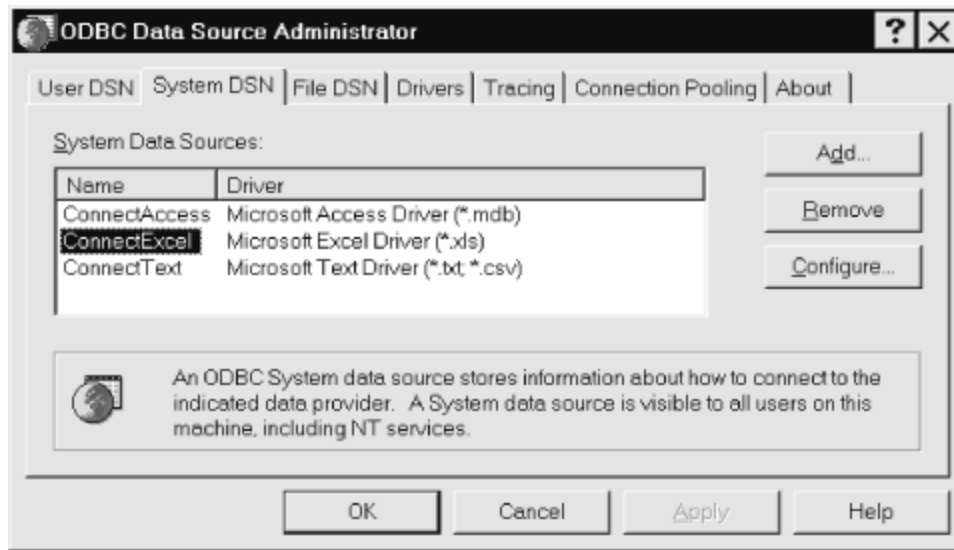 ODBC Data Source Administrator
User DSN System DSN File DSN Drivers Tracing Connection Pooling About
System Data Sources:
Add...
Name Driver
ConnectAccess Microsoft Access Driver (*.mdb)
Remove
ConnectExcel Microsoft Excel Driver (*.xls)
ConnectText Microsoft Text Driver (*.txt; *.csv)
Configure...
An ODBC System data source stores information about how to connect to the
indicated data provider. A System data source is visible to all users on this
machine, including NT services.
OK Cancel Apply Help